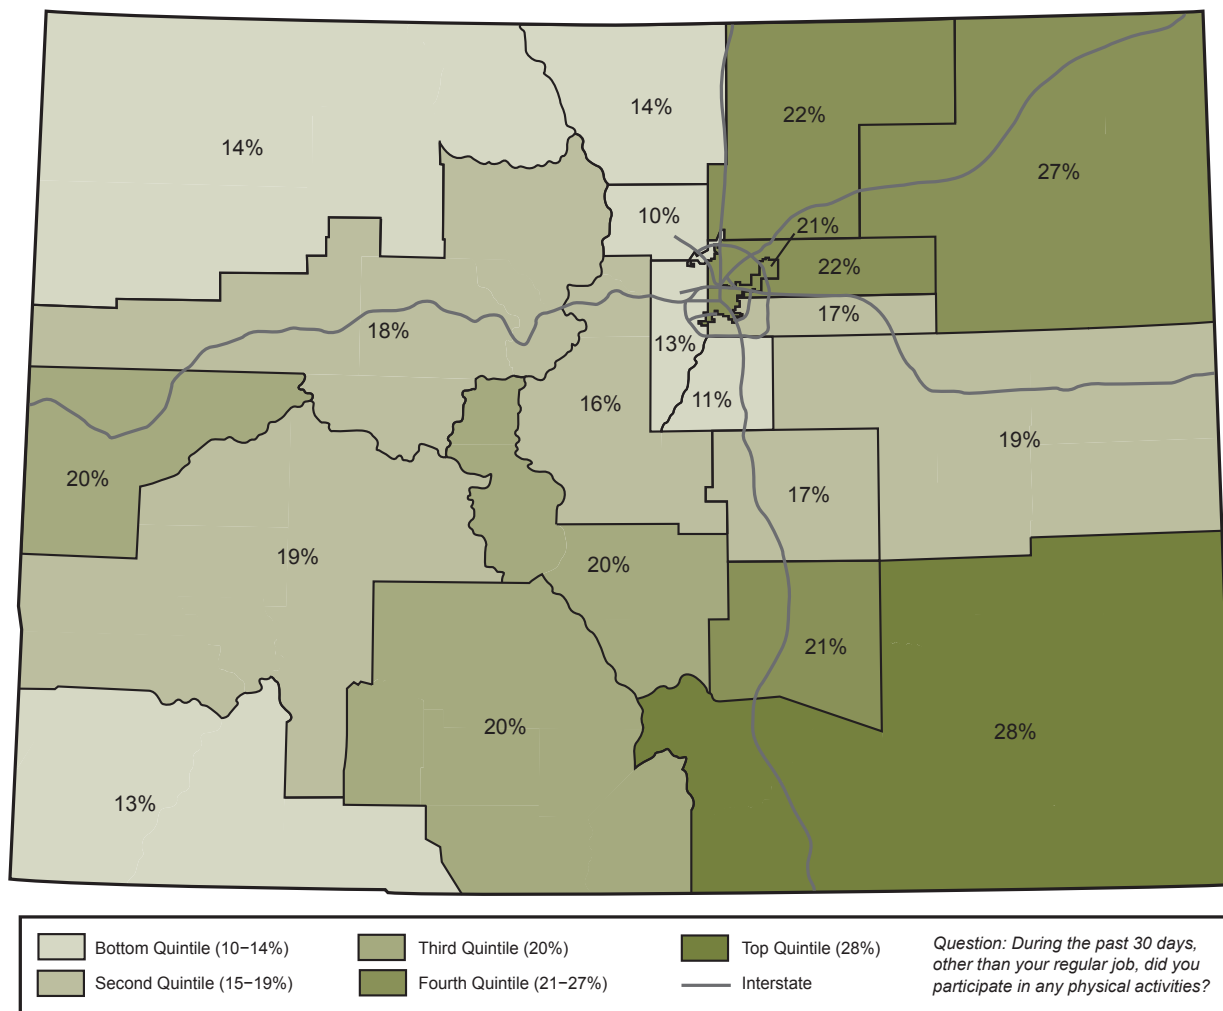 14%
14%
22%
27%
10%
21%
22%
17%
18%
13%
16%
11%
19%
20%
17%
19%
20%
21%
20%
28%
13%
Bottom Quintile (10−14%)
Second Quintile (15−19%)
Third Quintile (20%)
Fourth Quintile (21−27%)
Top Quintile (28%)
Interstate
Question: During the past 30 days,
other than your regular job, did you
participate in any physical activities?